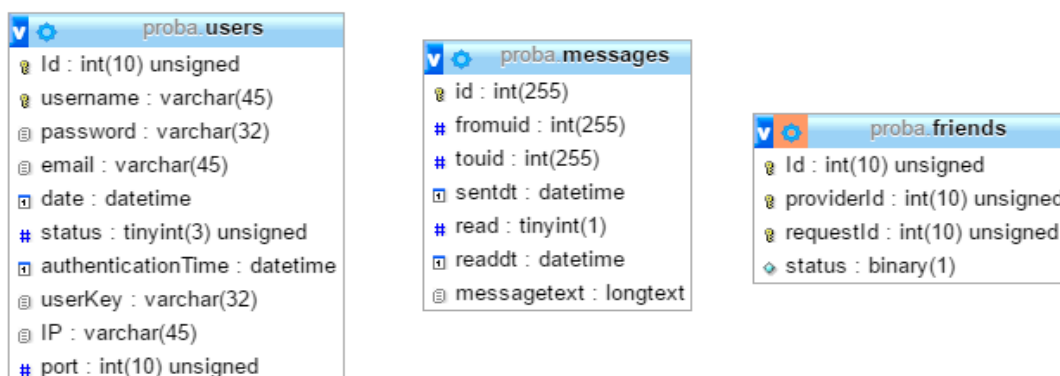 proba.users
Id : int(10) unsigned
username : varchar(45)
password : varchar(32)
email : varchar(45)
date : datetime
status : tinyint(3) unsigned
authenticationTime : datetime
userKey : varchar(32)
IP : varchar(45)
port : int(10) unsigned
proba.messages
id : int(255)
fromuid : int(255)
touid : int(255)
sentdt : datetime
read : tinyint(1)
readdt : datetime
messagetext : longtext
proba.friends
Id : int(10) unsigned
providerId : int(10) unsigned
requestId : int(10) unsigned
status : binary(1)